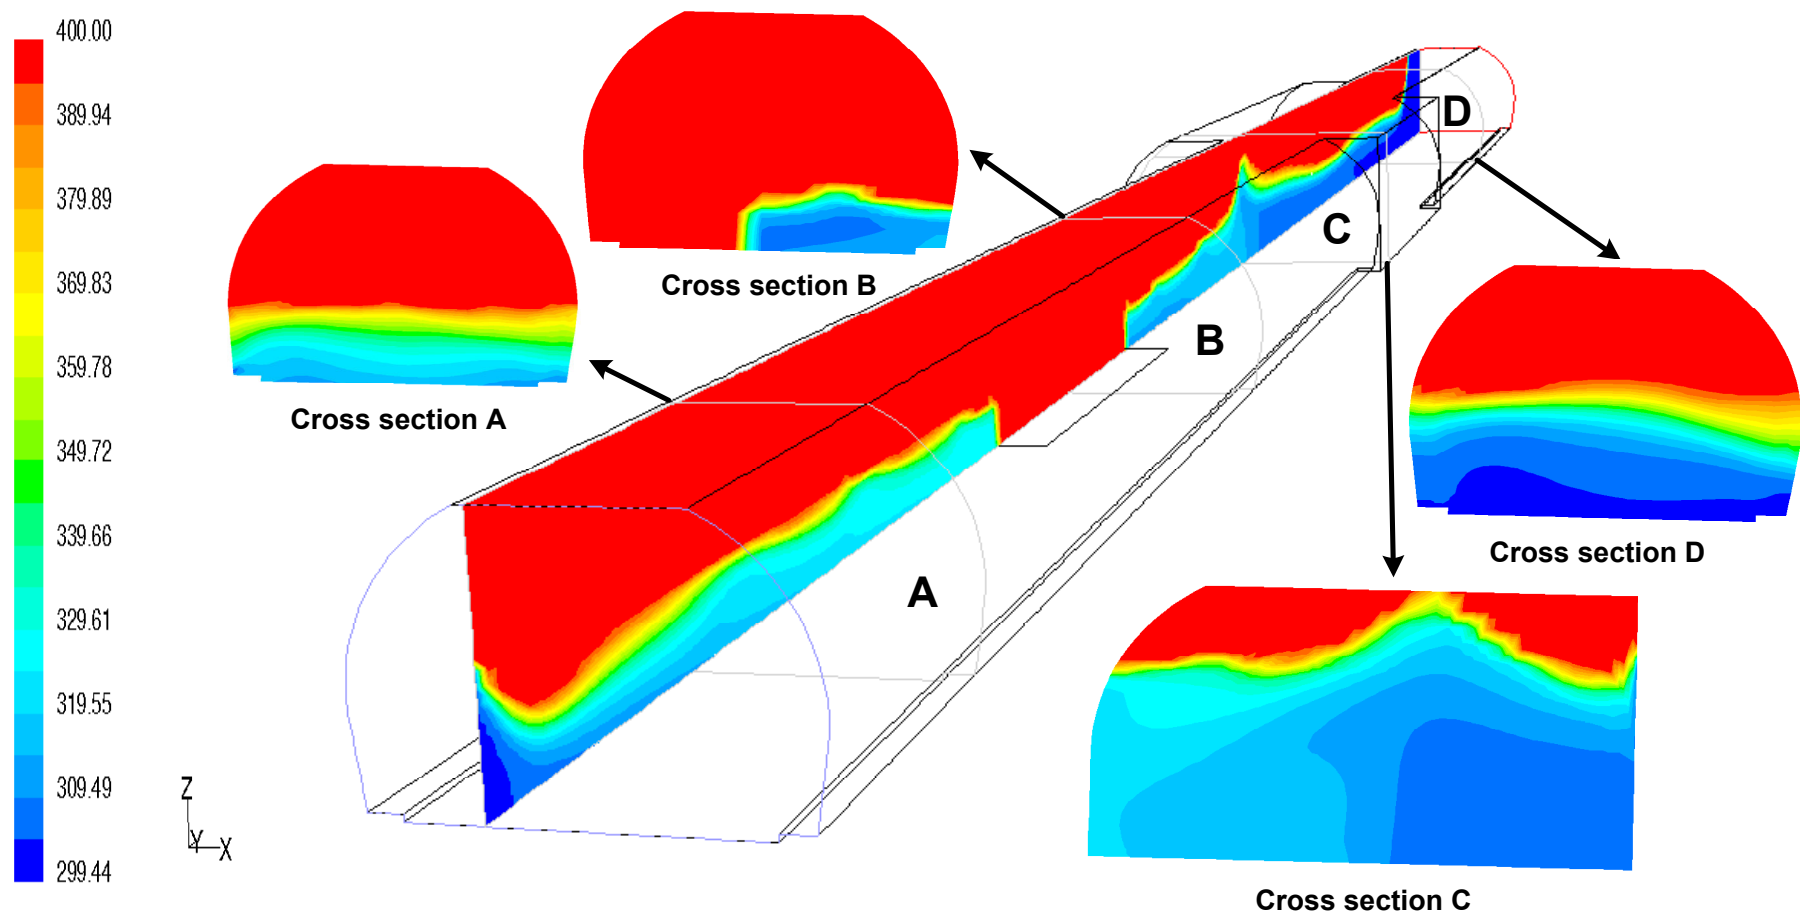 400.00
389.94
379.89
369.83
359.78
349.72
339.66
329.61
319.55
309.49
299.44
Cross section A
Cross section B
Cross section C
Cross section D
A
B
C
D
Z
Y
X